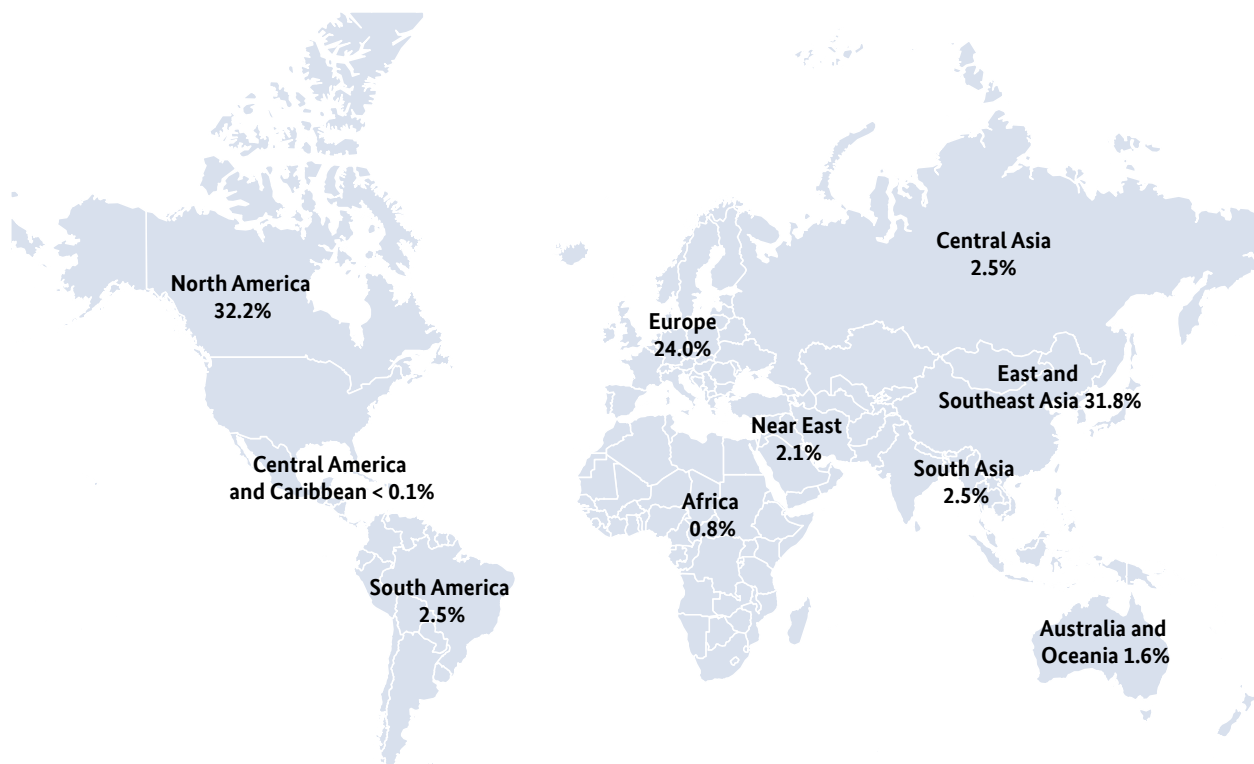 Central Asia
2.5%
North America
32.2%
Europe
24.0%
East and
Southeast Asia 31.8%
Near East
2.1%
Central America
and Caribbean < 0.1%
South Asia
2.5%
Africa
0.8%
South America
2.5%
Australia and
Oceania 1.6%